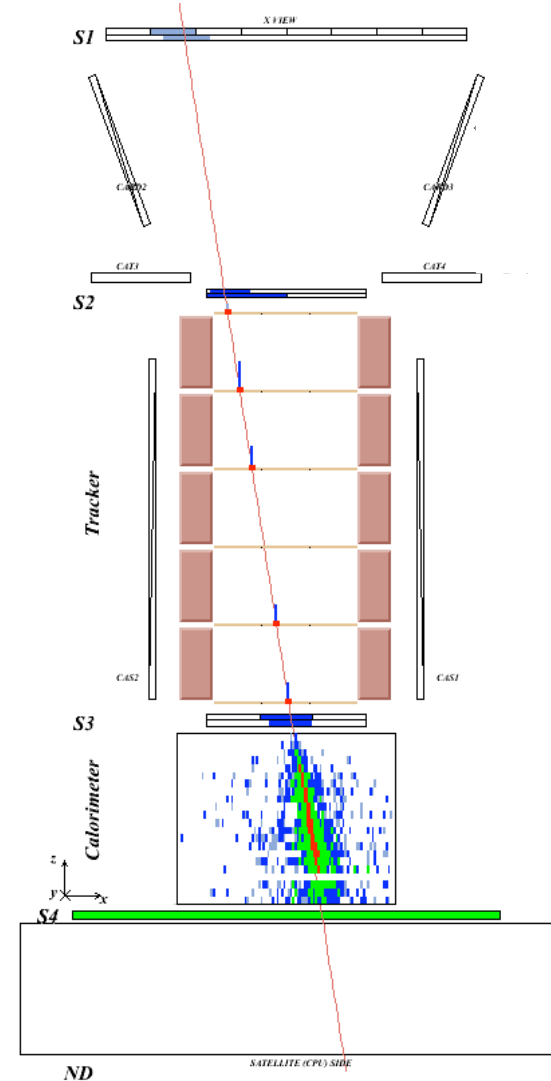 X VIEW
S1
CARD2
CARD3
CAT3
CAT4
S2
Tracker
CAS2
CAS1
S3
Calorimeter
z
y
x
S4
SATELLITE (CPU) SIDE
ND